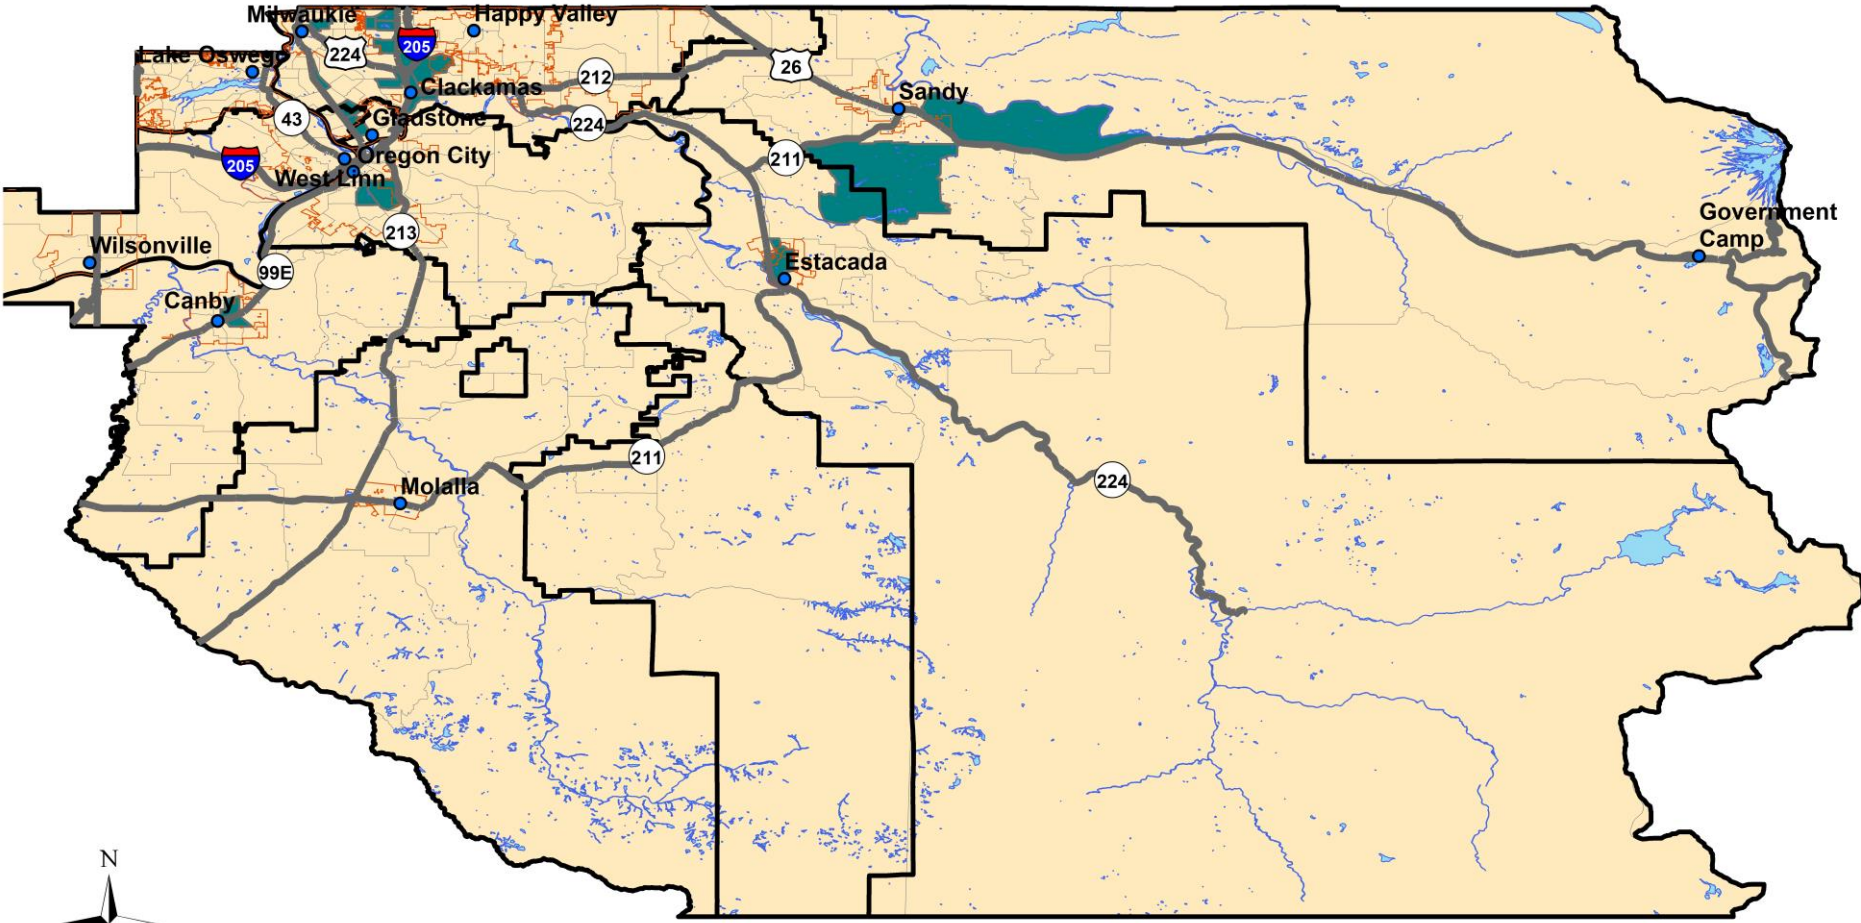 Milwaukie
Happy Valley
205
224
Lake Oswego
26
212
Clackamas
Sandy
43
Gladstone
224
Oregon City
211
205
West Linn
Government
Camp
213
Wilsonville
99E
Estacada
Canby
211
224
Molalla
N